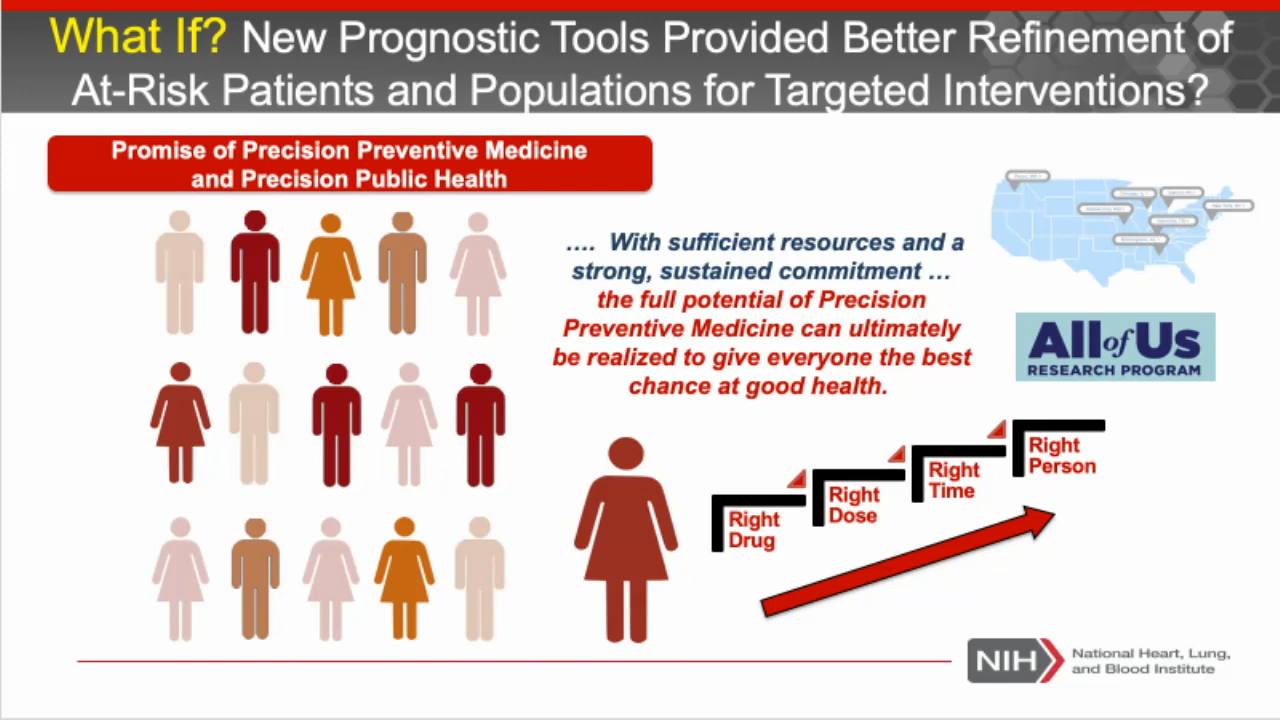 What If? New Prognostic Tools Provided Better Refinement of
At-Risk Patients and Populations for Targeted Interventions?
Promise of Precision Preventive Medicine
and Precision Public Health
.... With sufficient resources and a
strong, sustained commitment ...
the full potential of Precision
Preventive Medicine can ultimately
be realized to give everyone the best
chance at good health.
All of Us
RESEARCH PROGRAM
Right
Drug
Right
Dose
Right
Time
Right
Person
NIH
National Heart, Lung,
and Blood Institute